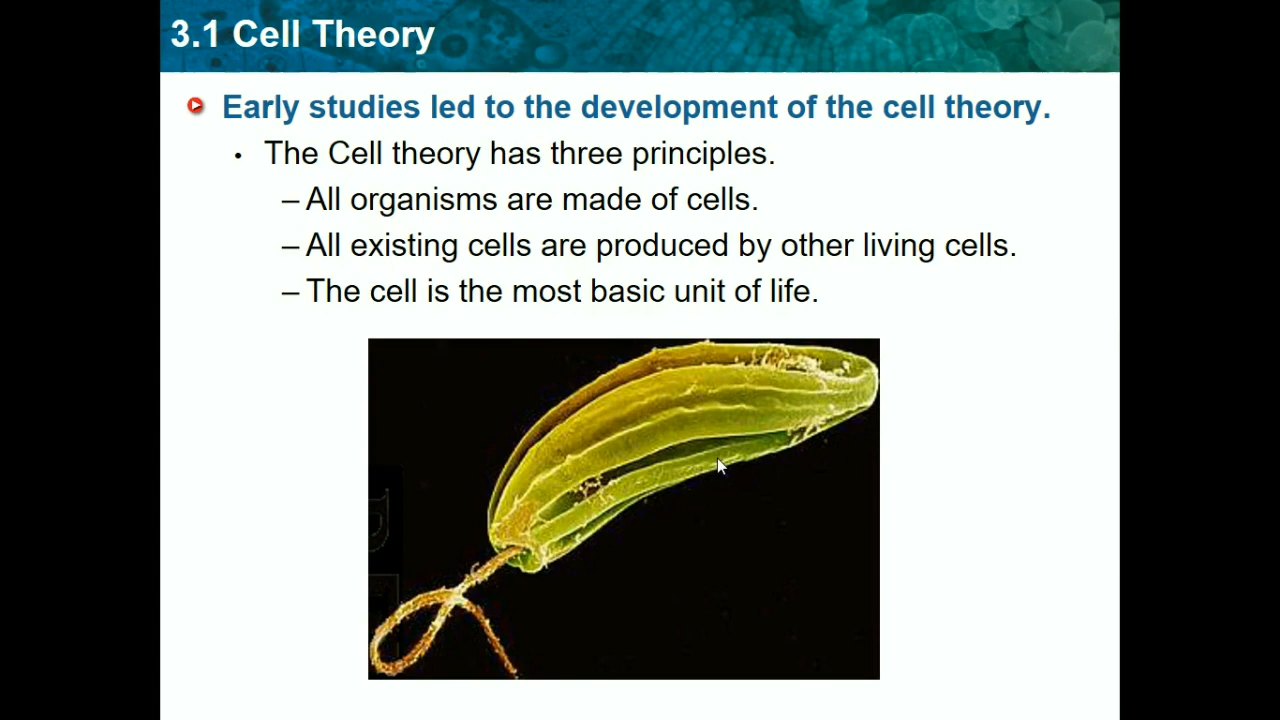 3.1 Cell Theory
Early studies led to the development of the cell theory.
• The Cell theory has three principles.
– All organisms are made of cells.
– All existing cells are produced by other living cells.
– The cell is the most basic unit of life.